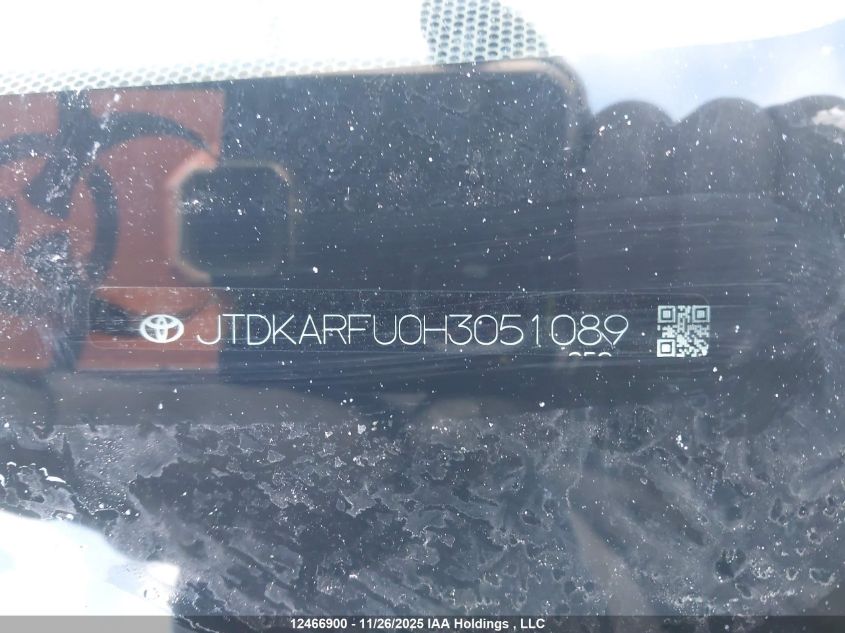 JTDKARFU0H3051089
12466900 - 11/26/2025 IAA Holdings , LLC